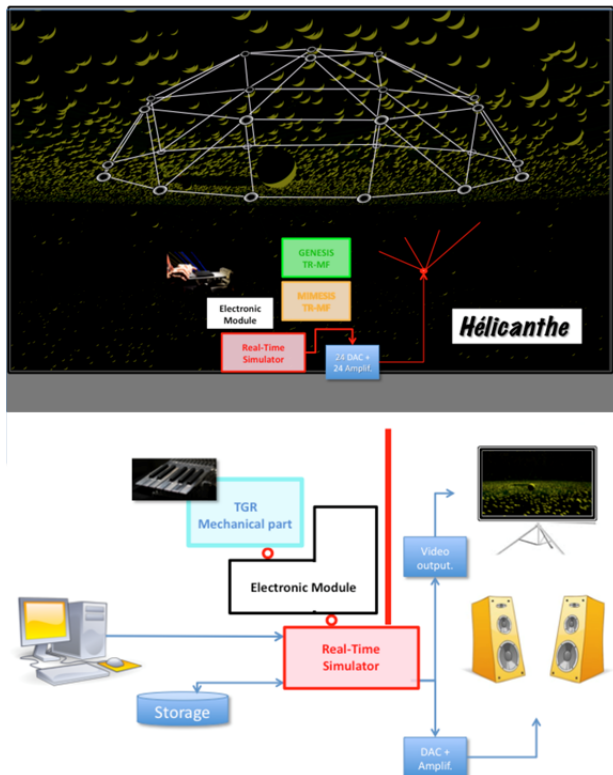 GENESIS
TR-MF
MIMESIS
TR-MF
Electronic
Module
Hélicanthe
Real-Time
Simulator
24 DAC +
24 Amplif.
TGR
Mechanical part
Video
output.
Electronic Module
Real-Time
Simulator
Storage
DAC +
Amplif.